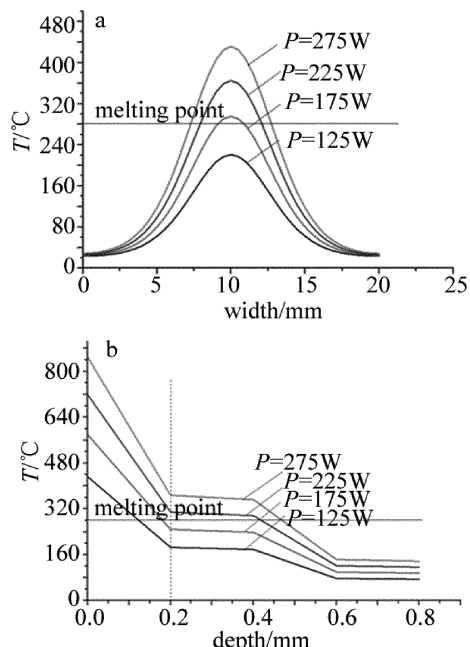 a
480
400
320
240
160
80
0
T/℃
P=275W
P=225W
P=175W
P=125W
melting point
0 5 10 15 20 25
width/mm
b
800
640
480
320
160
0
T/℃
P=275W
P=225W
P=175W
P=125W
melting point
0.0 0.2 0.4 0.6 0.8
depth/mm